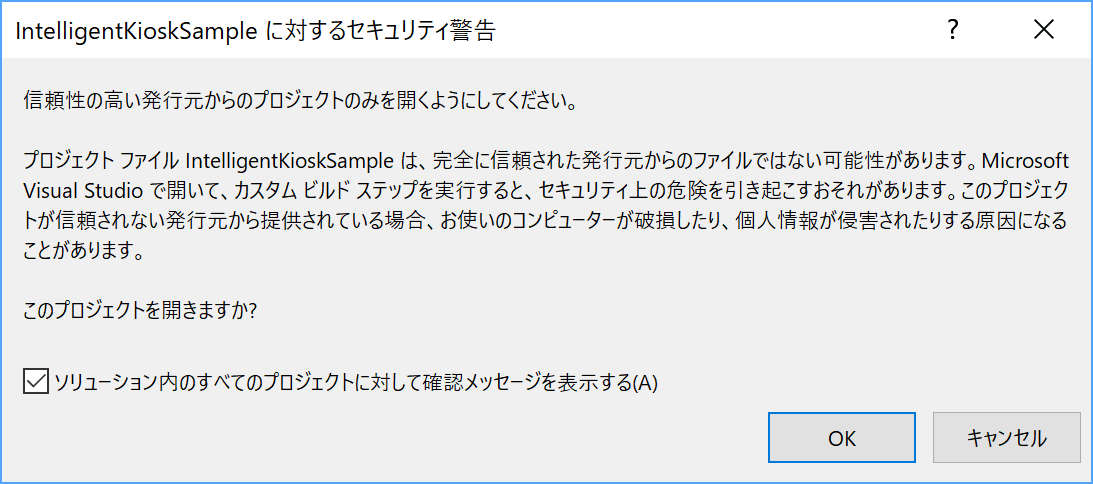 IntelligentKioskSample に対するセキュリティ警告
?
信頼性の高い発行元からのプロジェクトのみを開くようにしてください。
プロジェクト ファイル IntelligentKioskSample は、完全に信頼された発行元からのファイルではない可能性があります。Microsoft
Visual Studio で開いて、カスタム ビルド ステップを実行すると、セキュリティ上の危険を引き起こすおそれがあります。このプロジェク
トが信頼されない発行元から提供されている場合、お使いのコンピューターが破損したり、個人情報が侵害されたりする原因になる
ことがあります。
このプロジェクトを開きますか?
ソリューション内のすべてのプロジェクトに対して確認メッセージを表示する(A)
OK
キャンセル